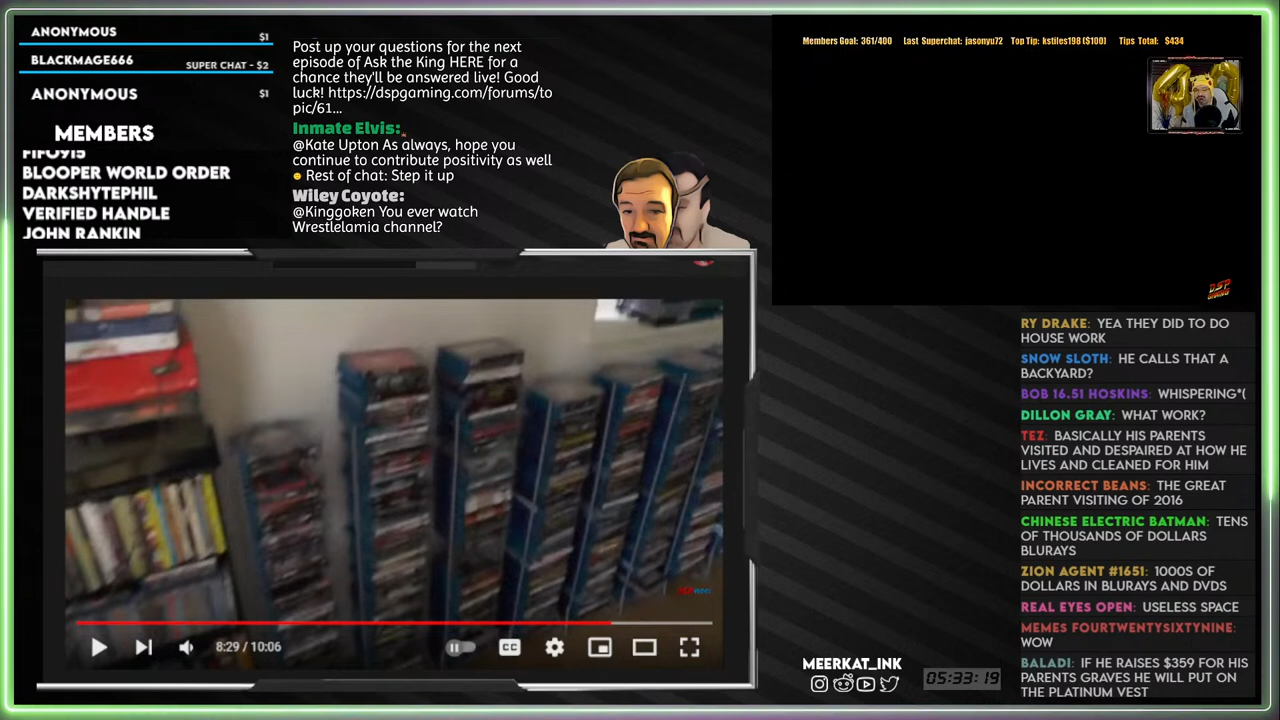 ANONYMOUS $1
BLACKMAGE666 SUPER CHAT - $2
ANONYMOUS $1
MEMBERS
FIFO915
BLOOPER WORLD ORDER
DARKSHYTEPHIL
VERIFIED HANDLE
JOHN RANKIN
Post up your questions for the next
episode of Ask the King HERE for a
chance they'll be answered live! Good
luck! https://dspgaming.com/forums/to
pic/61...
Inmate Elvis:
@Kate Upton As always, hope you
continue to contribute positivity as well
Rest of chat: Step it up
Wiley Coyote:
@Kinggoken You ever watch
Wrestlelamia channel?
Members Goal: 361/400 Last Superchat: jasonyu72 Top Tip: kstiles198 ($100) Tips Total: $434
DSP
GAMING
8:29 / 10:06
CC
RY DRAKE: YEA THEY DID TO DO
HOUSE WORK
SNOW SLOTH: HE CALLS THAT A
BACKYARD?
BOB 16.51 HOSKINS: WHISPERING*(
DILLON GRAY: WHAT WORK?
TEZ: BASICALLY HIS PARENTS
VISITED AND DESPAIRED AT HOW HE
LIVES AND CLEANED FOR HIM
INCORRECT BEANS: THE GREAT
PARENT VISITING OF 2016
CHINESE ELECTRIC BATMAN: TENS
OF THOUSANDS OF DOLLARS
BLURAYS
ZION AGENT #1651: 1000S OF
DOLLARS IN BLURAYS AND DVDS
REAL EYES OPEN: USELESS SPACE
MEMES FOURTWENTYSIXTYNINE:
WOW
BALADI: IF HE RAISES $359 FOR HIS
PARENTS GRAVES HE WILL PUT ON
THE PLATINUM VEST
MEERKAT_INK
05:33:19